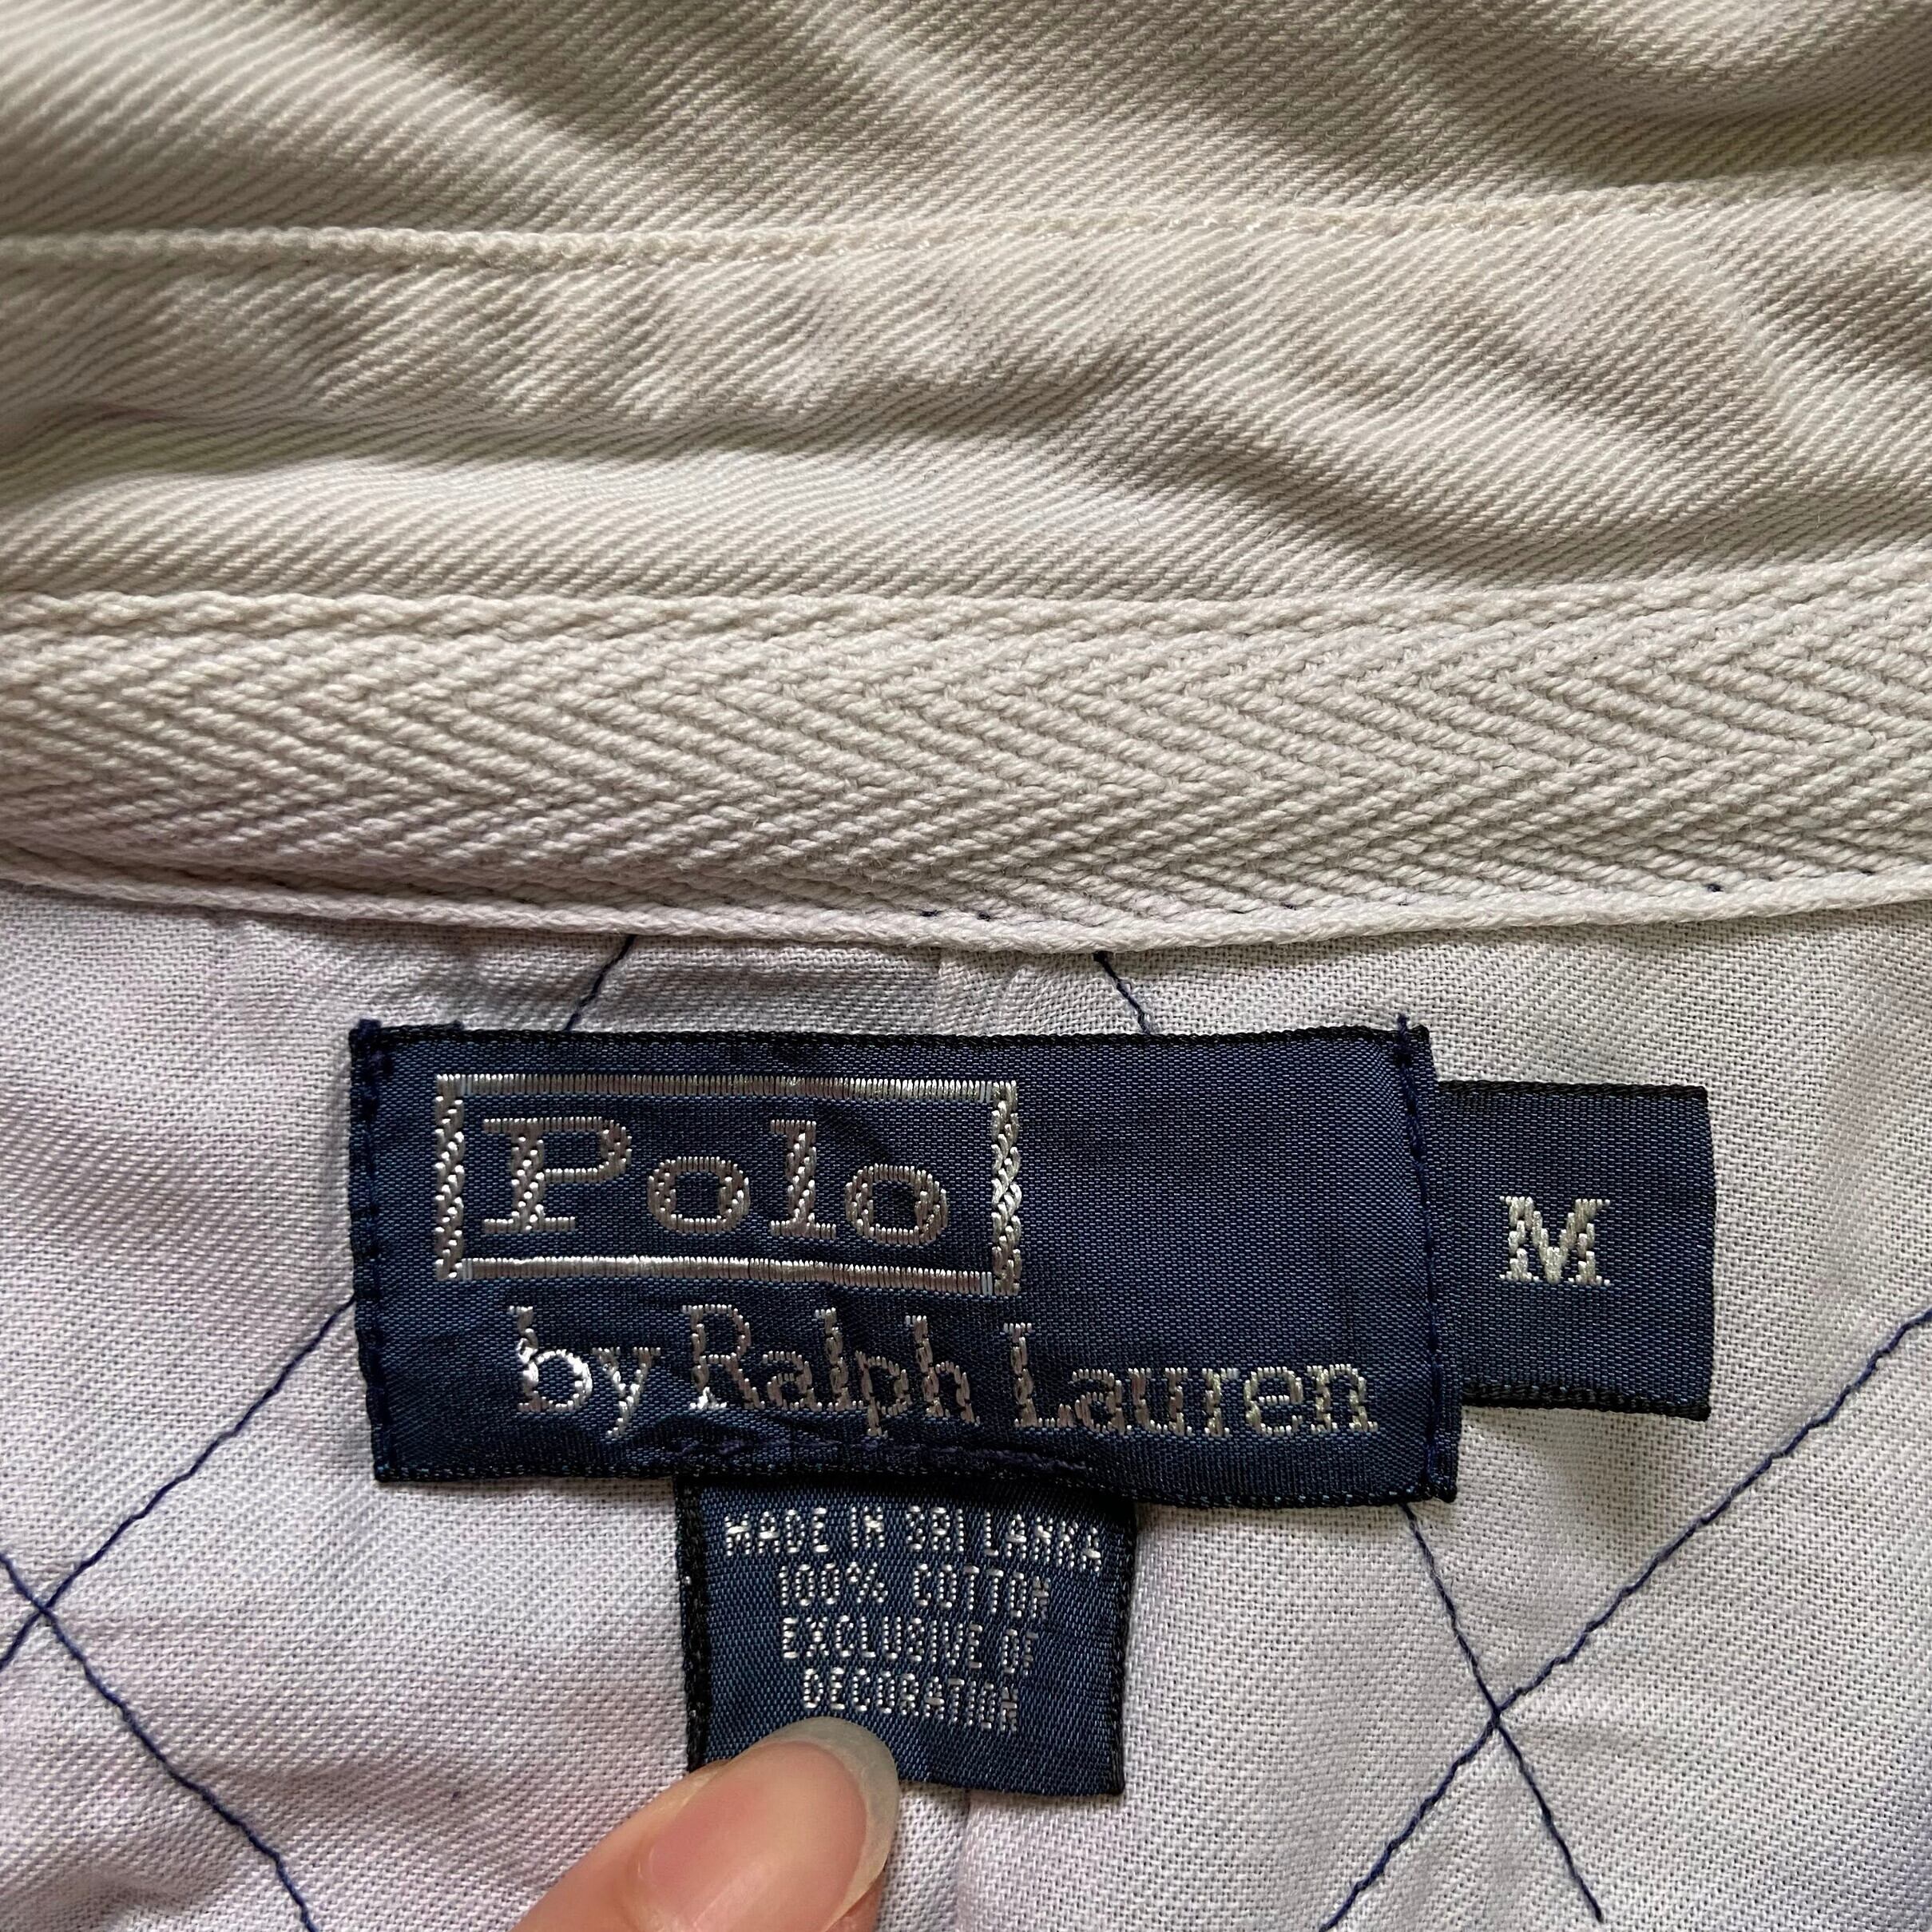 Polo
by Ralph Lauren
M
MADE IN SRI LANKA
100% COTTON
EXCLUSIVE OF
DECORATION